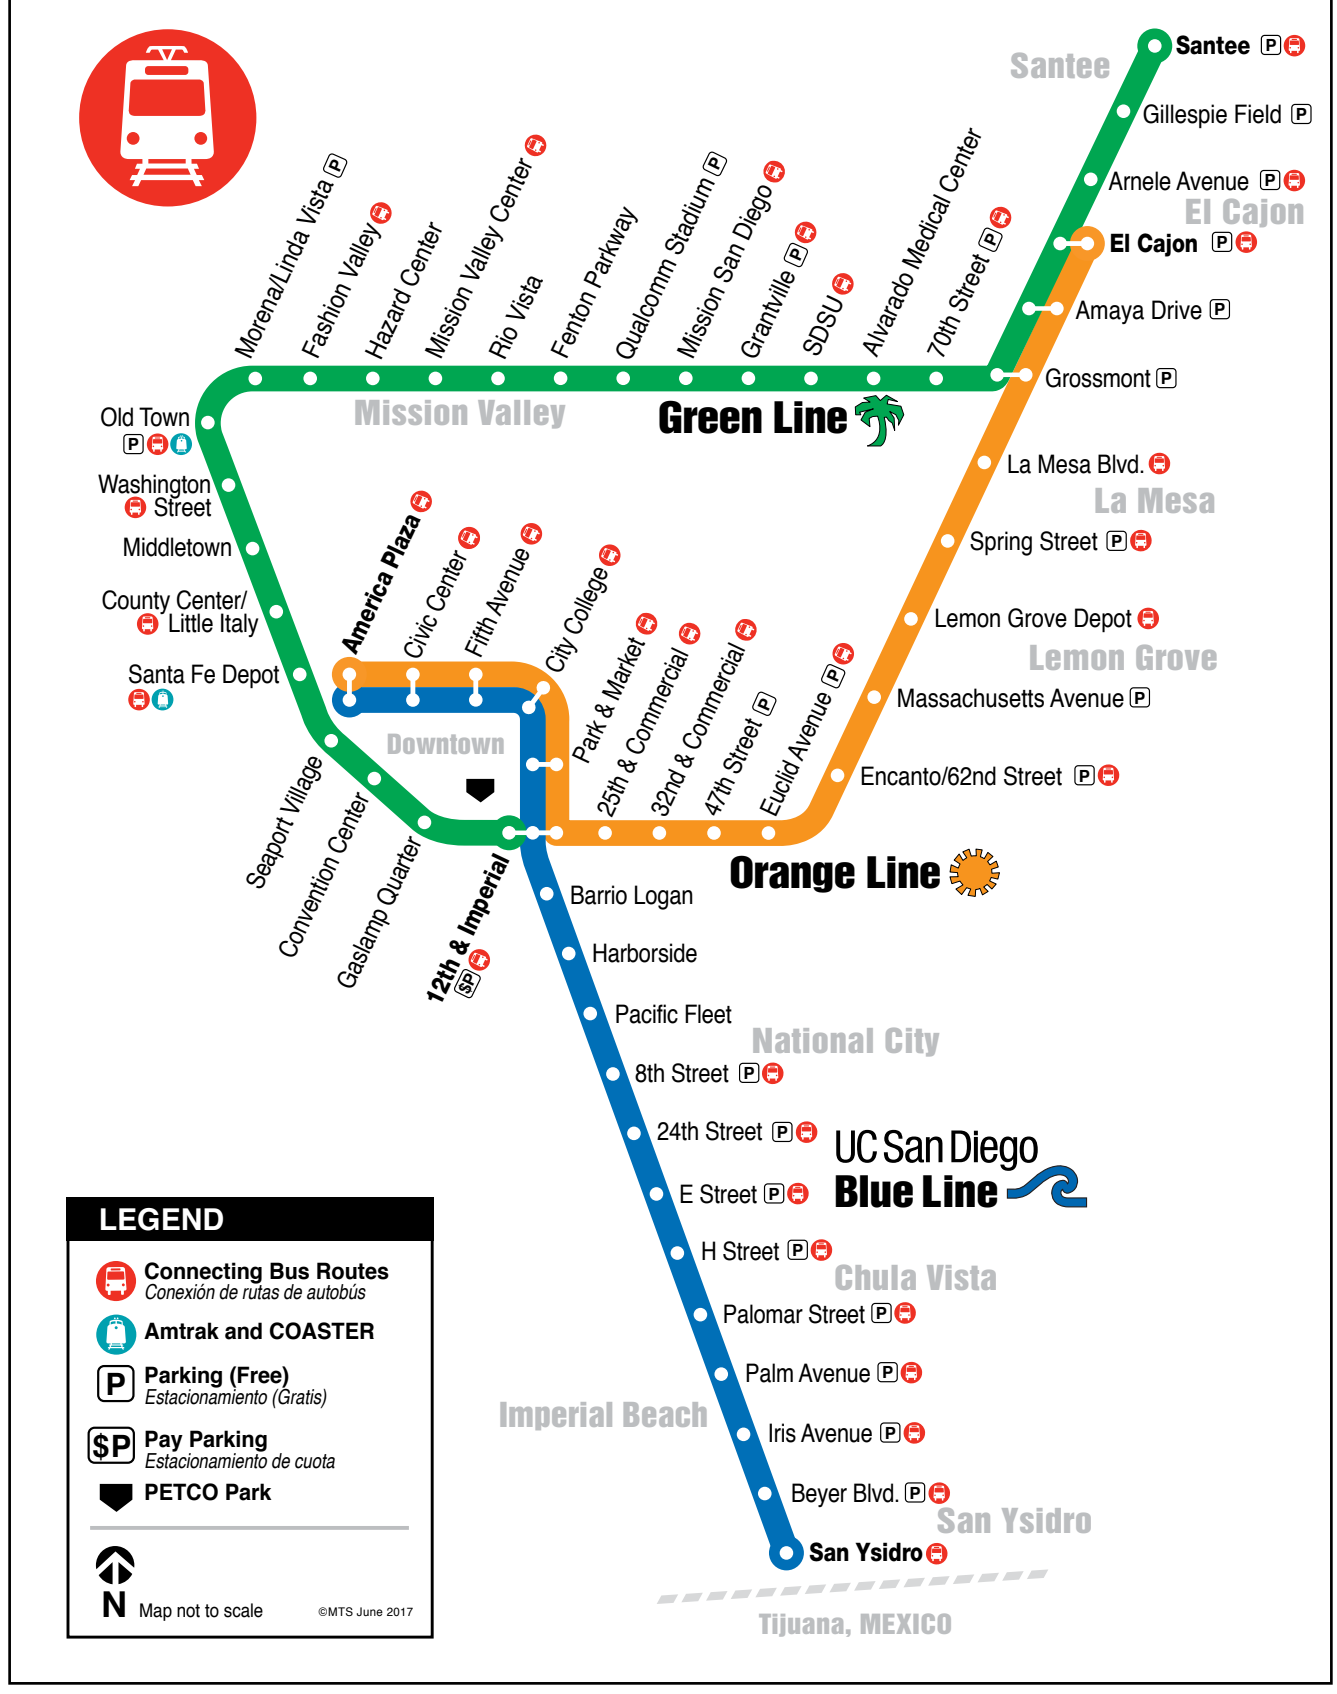 Santee P
Santee
Gillespie Field P
Arnele Avenue P
El Cajon
El Cajon P
Amaya Drive P
Grossmont P
Morena/Linda Vista P
Fashion Valley
Hazard Center
Mission Valley Center
Rio Vista
Fenton Parkway
Qualcomm Stadium P
Mission San Diego
Grantville P
SDSU
Alvarado Medical Center
70th Street P
Mission Valley
Green Line
Old Town
P
Washington
Street
Middletown
County Center/
Little Italy
Santa Fe Depot
Seaport Village
Convention Center
Gaslamp Quarter
12th & Imperial
$P
America Plaza
Civic Center
Fifth Avenue
City College
Downtown
Park & Market
25th & Commercial
32nd & Commercial
47th Street P
Euclid Avenue P
La Mesa Blvd.
La Mesa
Spring Street P
Lemon Grove Depot
Lemon Grove
Massachusetts Avenue P
Encanto/62nd Street P
Orange Line
Barrio Logan
Harborside
Pacific Fleet
National City
8th Street P
24th Street P
UC San Diego
Blue Line
E Street P
H Street P
Chula Vista
Palomar Street P
Palm Avenue P
Imperial Beach
Iris Avenue P
Beyer Blvd. P
San Ysidro
San Ysidro
Tijuana, MEXICO
LEGEND
Connecting Bus Routes
Conexión de rutas de autobús
Amtrak and COASTER
P Parking (Free)
Estacionamiento (Gratis)
$P Pay Parking
Estacionamiento de cuota
PETCO Park
N Map not to scale ©MTS June 2017